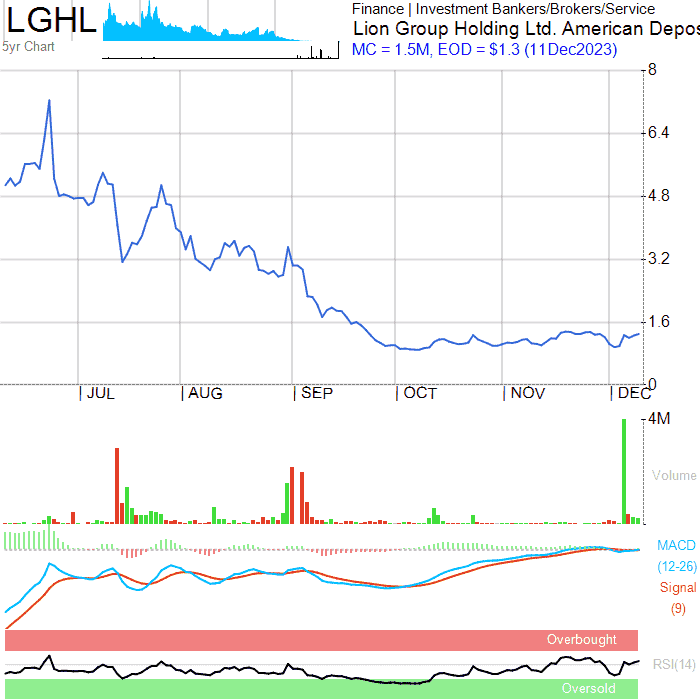 LGHL
5yr Chart
Finance | Investment Bankers/Brokers/Service
Lion Group Holding Ltd. American Depos
MC = 1.5M, EOD = $1.3 (11Dec2023)
8
6.4
4.8
3.2
1.6
0
| JUL | AUG | SEP | OCT | NOV | DEC
4M
Volume
MACD
(12-26)
Signal
(9)
Overbought
RSI(14)
Oversold